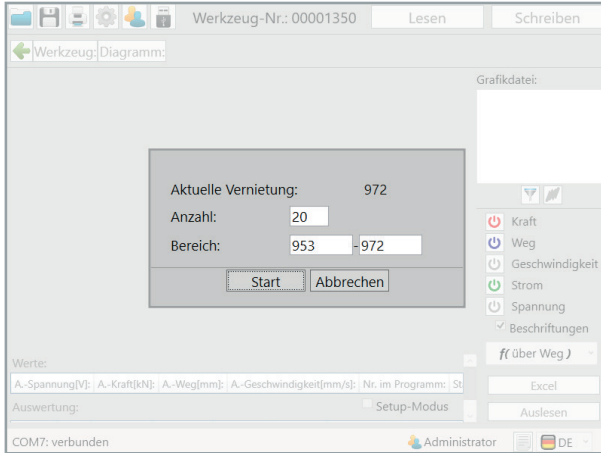 Werkzeug-Nr.: 00001350 Lesen Schreiben
Werkzeug: Diagramm:
Grafikdatei:
Aktuelle Vernietung: 972
Anzahl: 20
Bereich: 953 - 972
Start Abbrechen
Kraft
Weg
Geschwindigkeit
Strom
Spannung
Beschriftungen
f( über Weg )
Werte:
A.-Spannung[V]: A.-Kraft[kN]: A.-Weg[mm]: A.-Geschwindigkeit[mm/s]: Nr. im Programm: St
Excel
Auswertung: Setup-Modus
Auslesen
COM7: verbunden Administrator DE